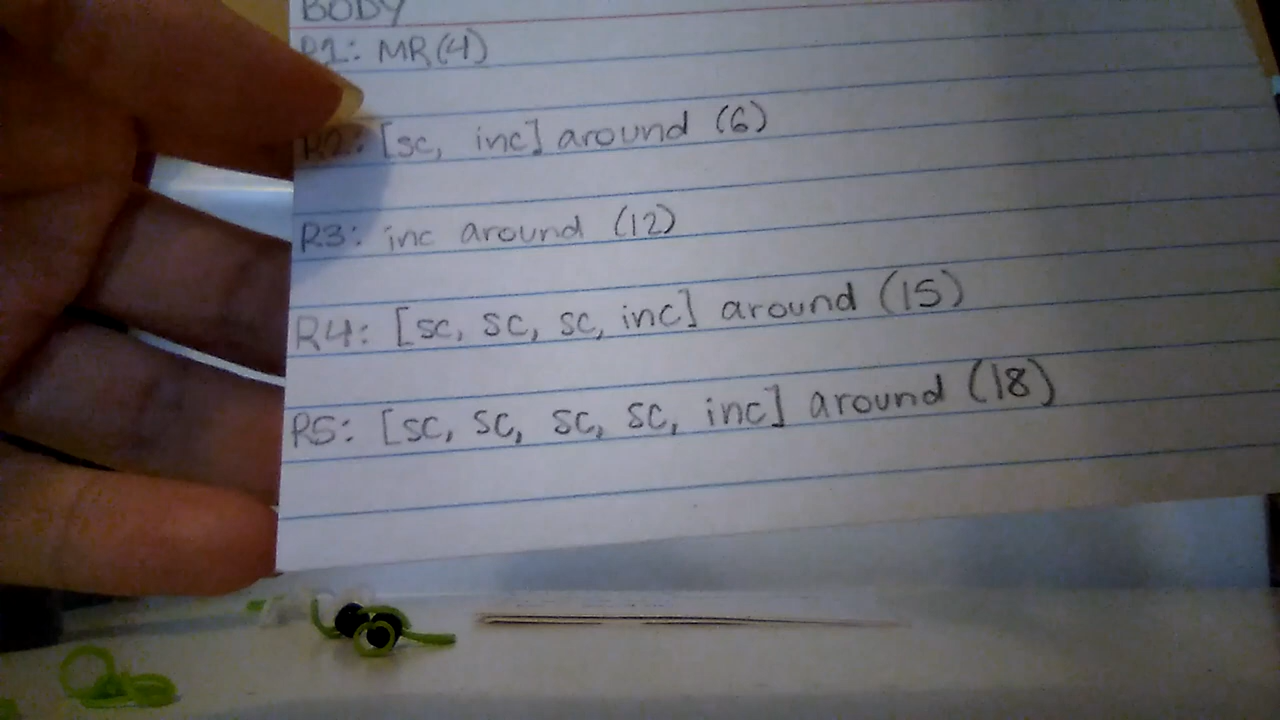 BODY
R1: MR(4)
R2: [sc, inc] around (6)
R3: inc around (12)
R4: [sc, sc, sc, inc] around (15)
R5: [sc, sc, sc, sc, inc] around (18)